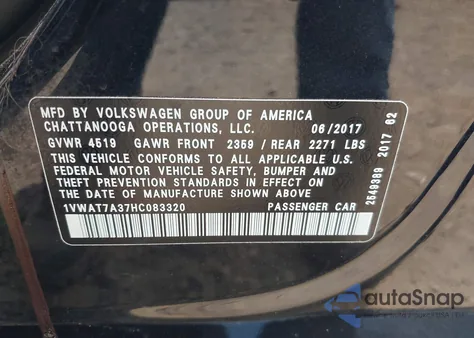 MFD BY VOLKSWAGEN GROUP OF AMERICA
CHATTANOOGA OPERATIONS, LLC. 06/2017
GVWR 4519 GAWR FRONT 2359 / REAR 2271 LBS
THIS VEHICLE CONFORMS TO ALL APPLICABLE U.S.
FEDERAL MOTOR VEHICLE SAFETY, BUMPER AND
THEFT PREVENTION STANDARDS IN EFFECT ON
THE DATE OF MANUFACTURE SHOWN ABOVE
1VWAT7A37HC083320 PASSENGER CAR
2549399 2017 82
autaSnap